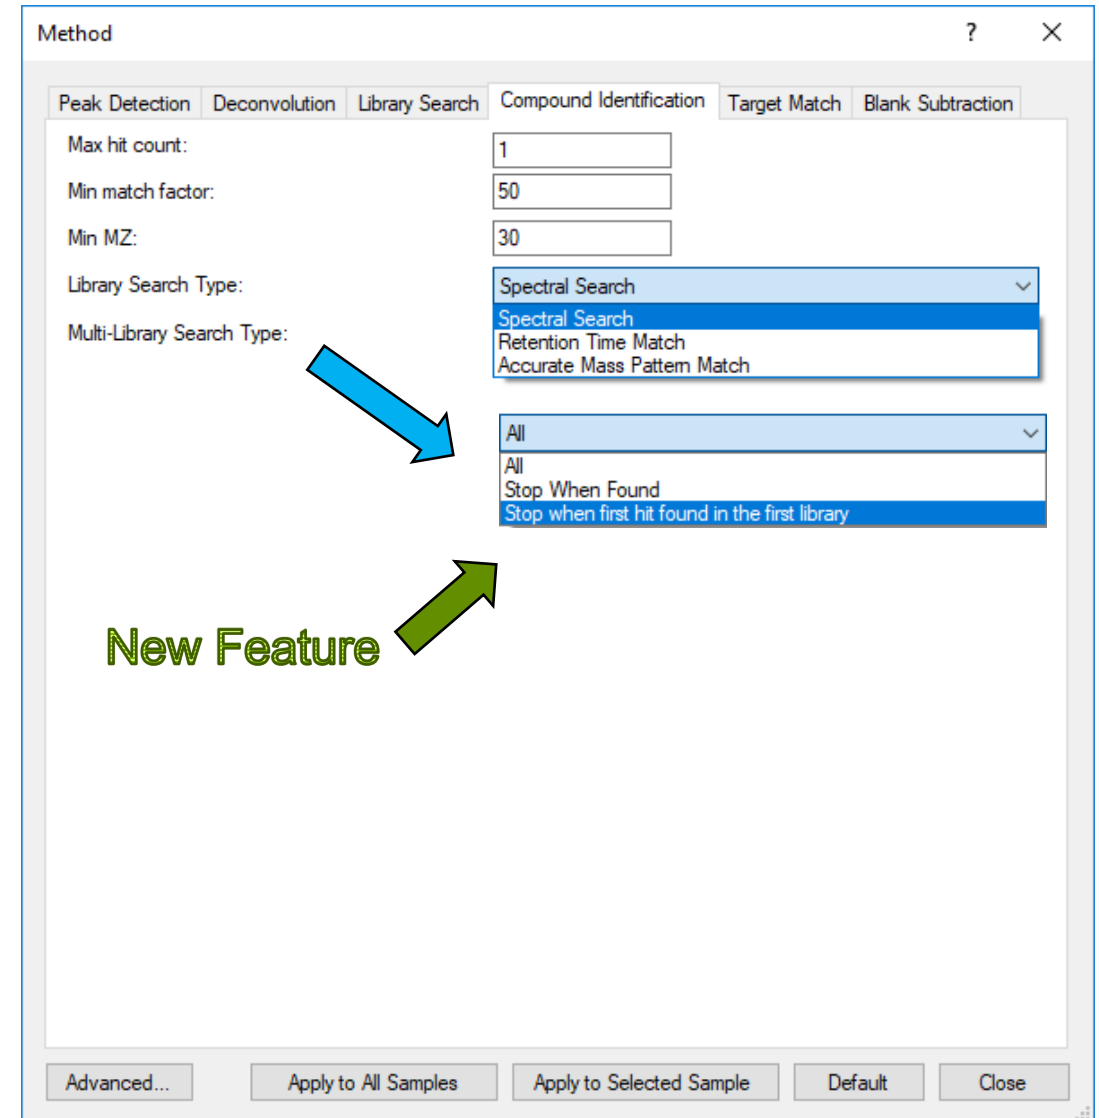 Method ?
Peak Detection Deconvolution Library Search Compound Identification Target Match Blank Subtraction
Max hit count: 1
Min match factor: 50
Min MZ: 30
Library Search Type: Spectral Search
Spectral Search
Multi-Library Search Type:
Retention Time Match
Accurate Mass Pattern Match
All
All
Stop When Found
Stop when first hit found in the first library
New Feature
Advanced... Apply to All Samples Apply to Selected Sample Default Close